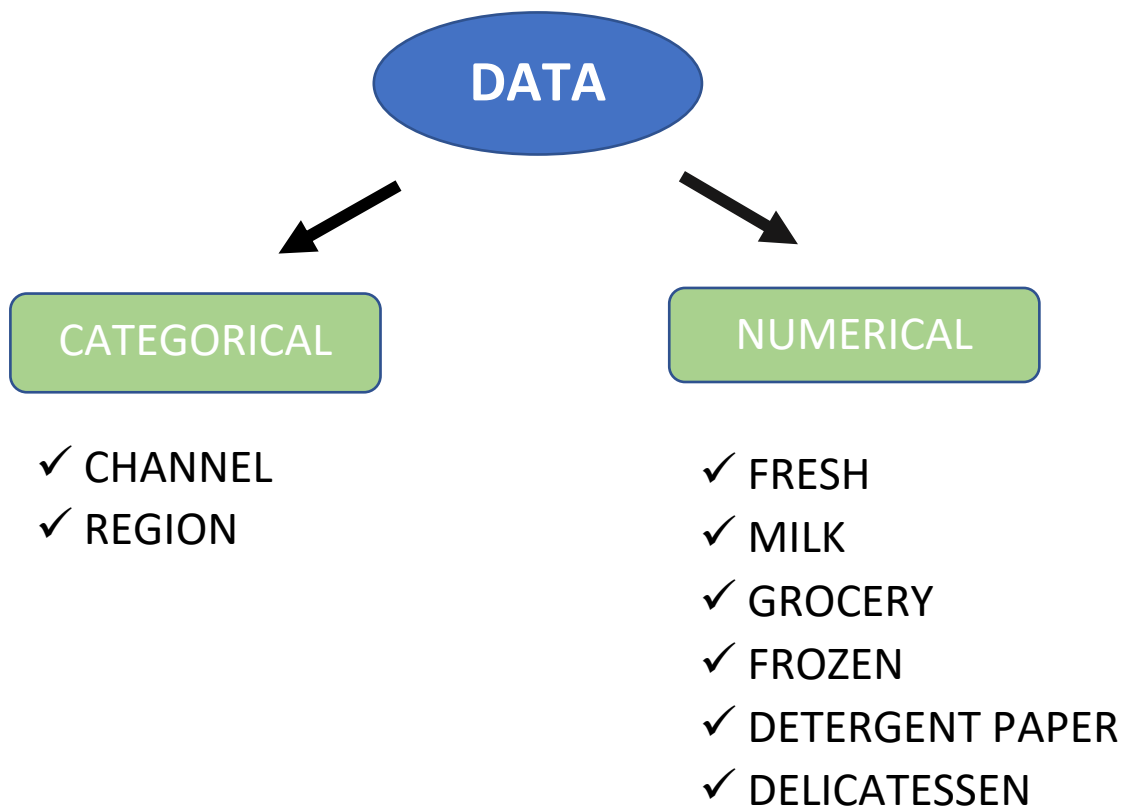 DATA
CATEGORICAL
✓ CHANNEL
✓ REGION
NUMERICAL
✓ FRESH
✓ MILK
✓ GROCERY
✓ FROZEN
✓ DETERGENT PAPER
✓ DELICATESSEN